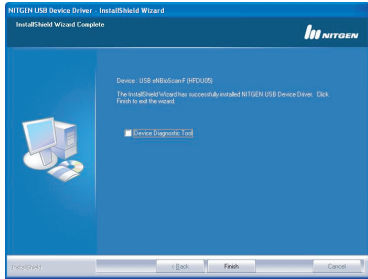 NITGEN USB Device Driver - InstallShield Wizard
InstallShield Wizard Complete
NITGEN
Device : USB eNBioScan-F (HFDU05)
The InstallShield Wizard has successfully installed NITGEN USB Device Driver. Click
Finish to exit the wizard.
Device Diagnostic Tool
InstallShield
< Back
Finish
Cancel